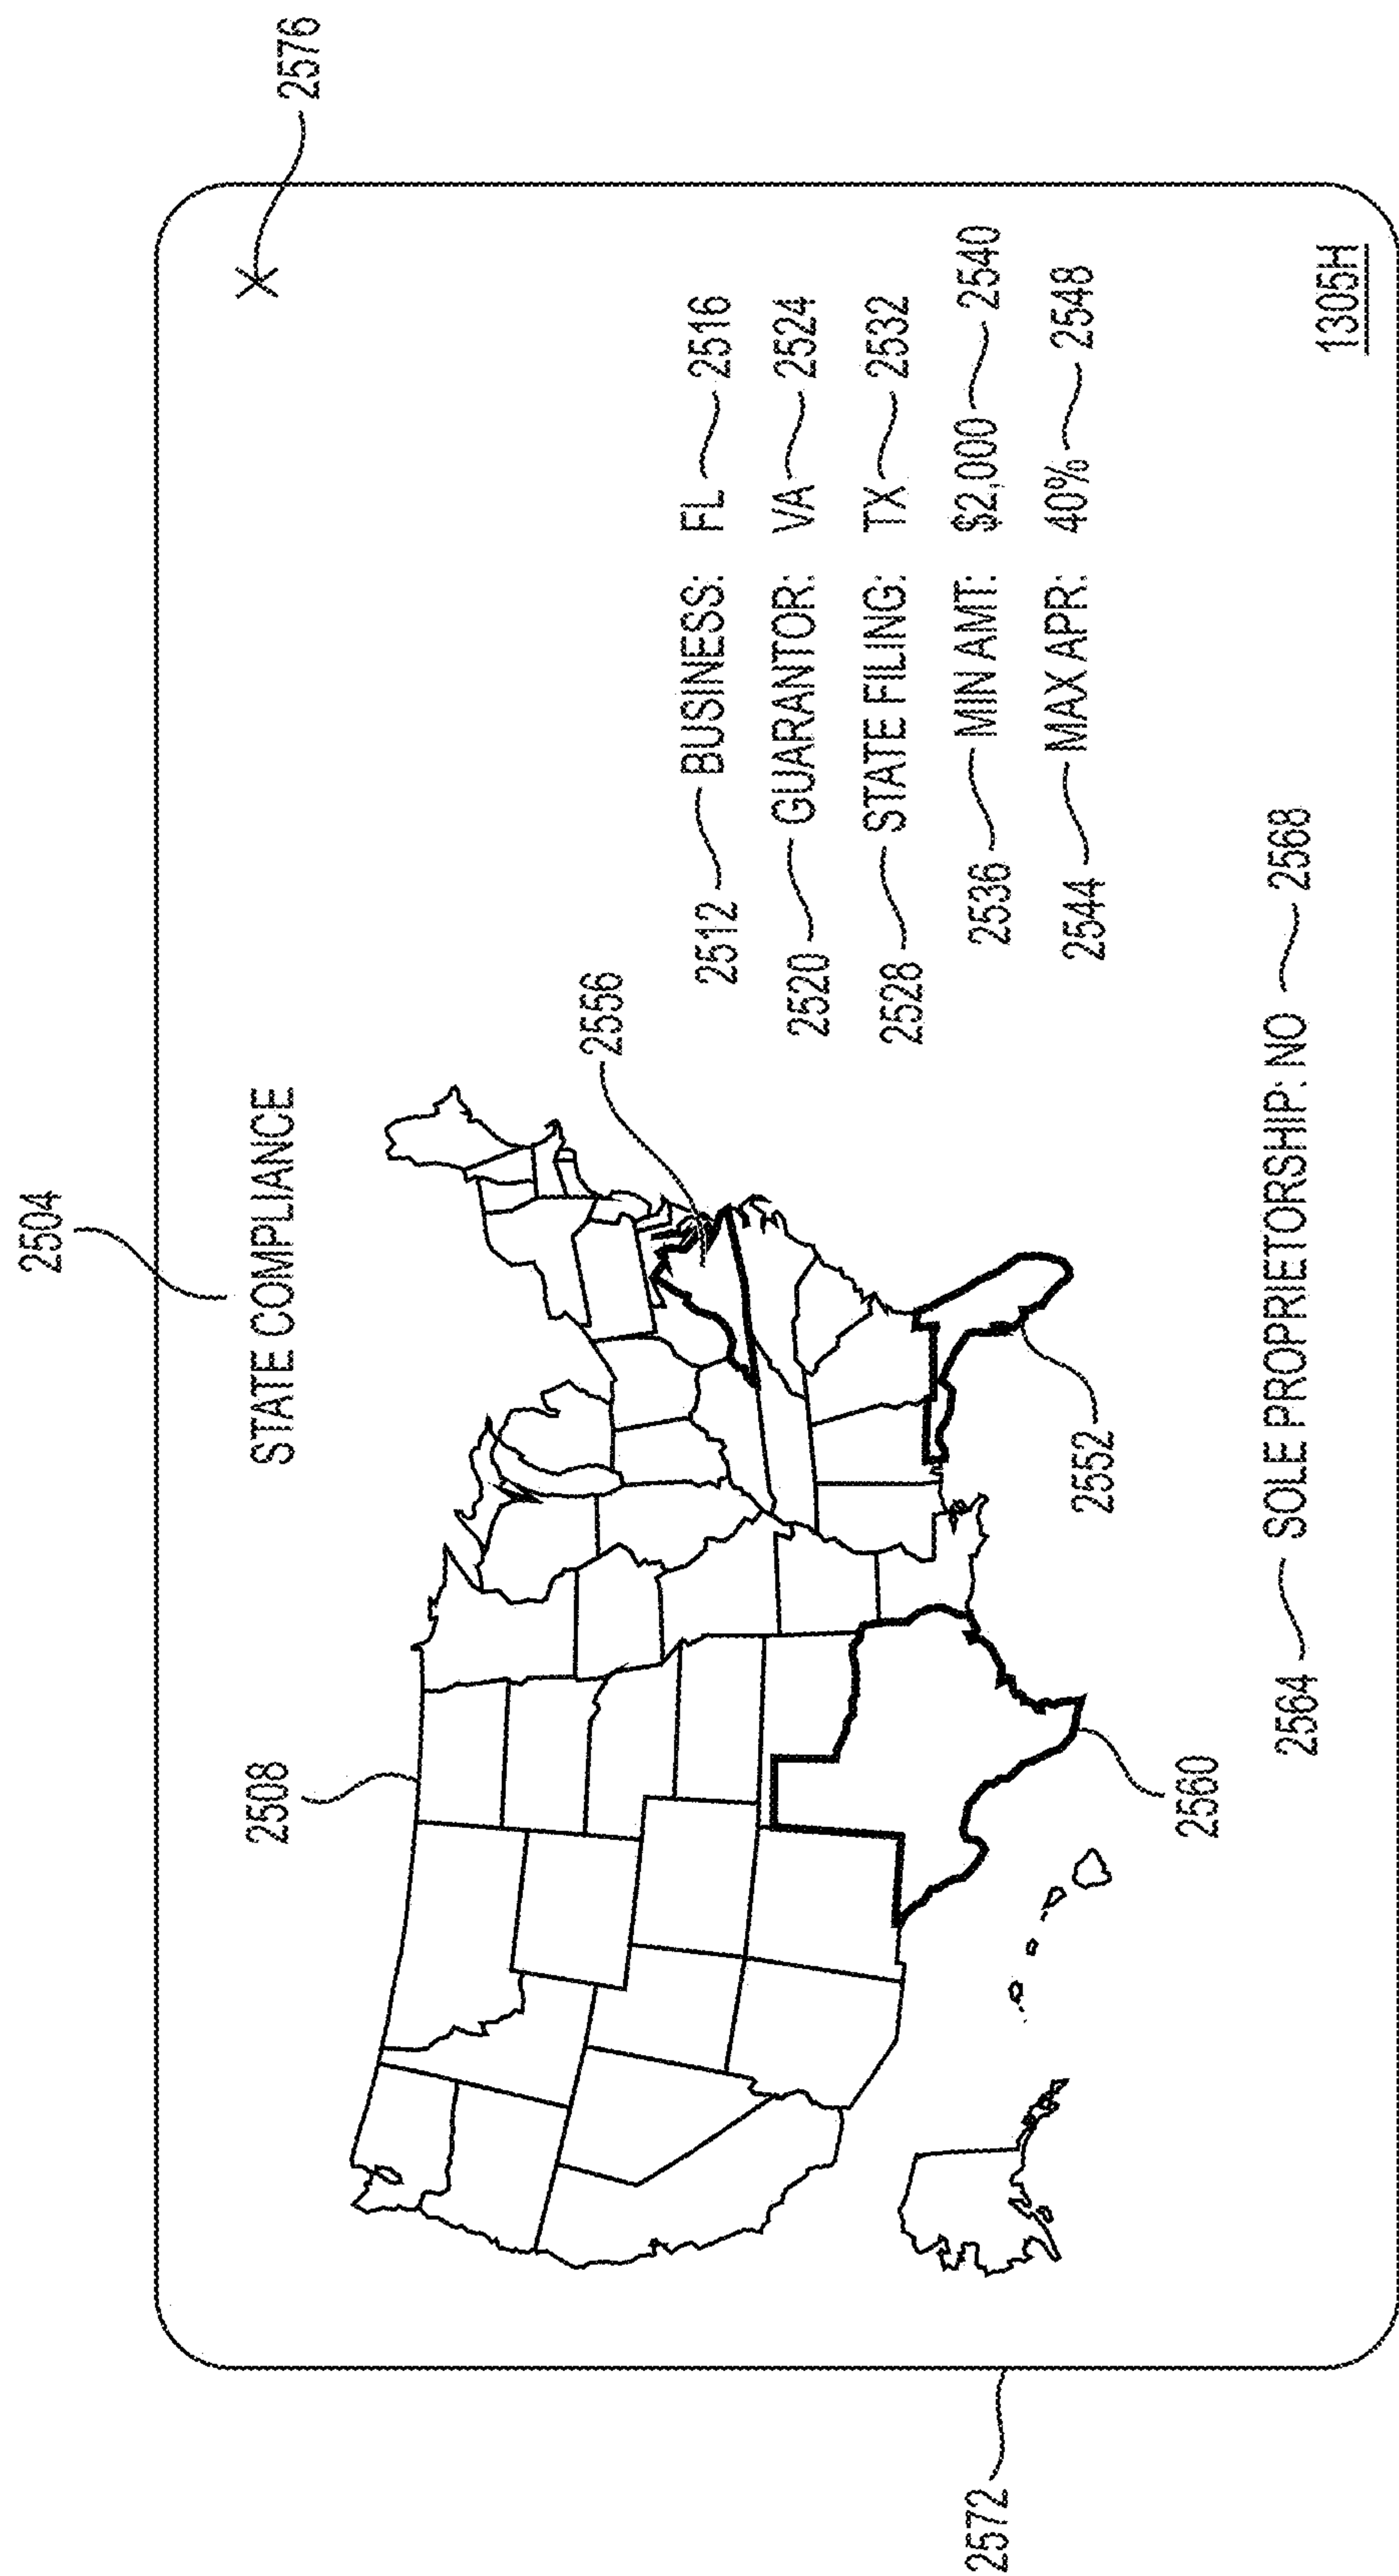 2504
2576
STATE COMPLIANCE
X
2508
2556
2512 BUSINESS: FL 2516
2520 GUARANTOR: VA 2524
2528 STATE FILING: TX 2532
2536 MIN AMT: $2,000 2540
2544 MAX APR: 40% 2548
2552
2560
2572
2564 SOLE PROPRIETORSHIP: NO 2568
1305H